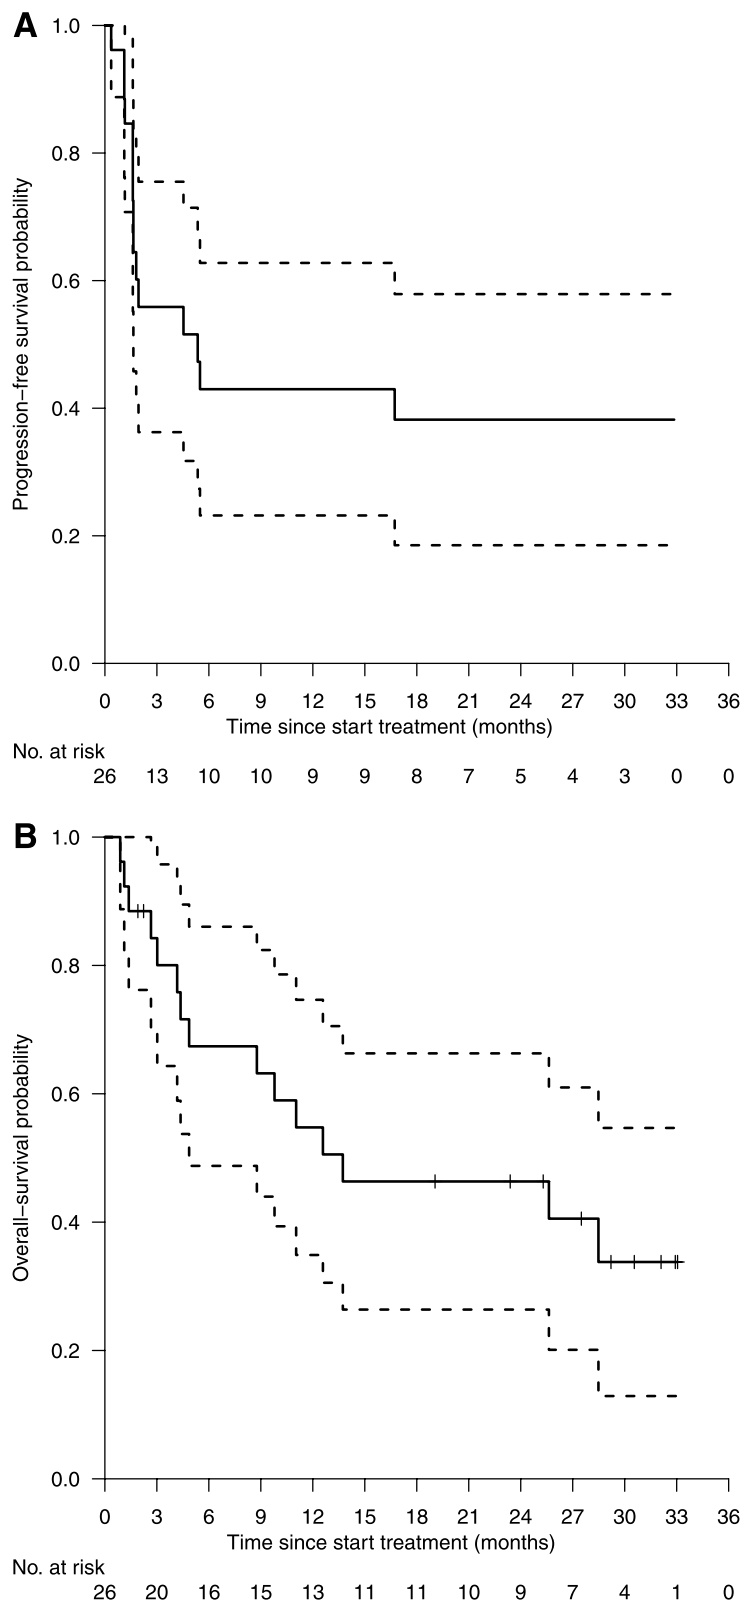 A
Progression−free survival probability
1.0
0.8
0.6
0.4
0.2
0.0
0 3 6 9 12 15 18 21 24 27 30 33 36
Time since start treatment (months)
No. at risk
26 13 10 10 9 9 8 7 5 4 3 0 0
B
Overall−survival probability
1.0
0.8
0.6
0.4
0.2
0.0
0 3 6 9 12 15 18 21 24 27 30 33 36
Time since start treatment (months)
No. at risk
26 20 16 15 13 11 11 10 9 7 4 1 0